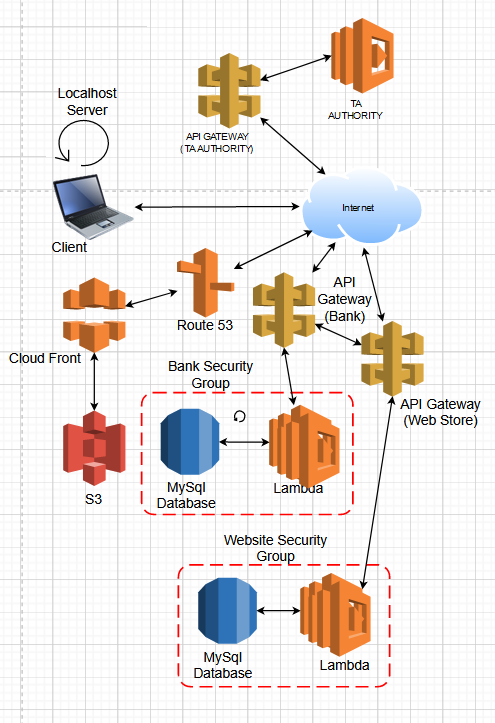 Localhost
Server
TA
AUTHORITY
API GATEWAY
( TA AUTHORITY)
Internet
Client
API
Gateway
(Bank)
Route 53
Cloud Front
Bank Security
Group
API Gateway
(Web Store)
MySql
Database
Lambda
S3
Website Security
Group
MySql
Database
Lambda